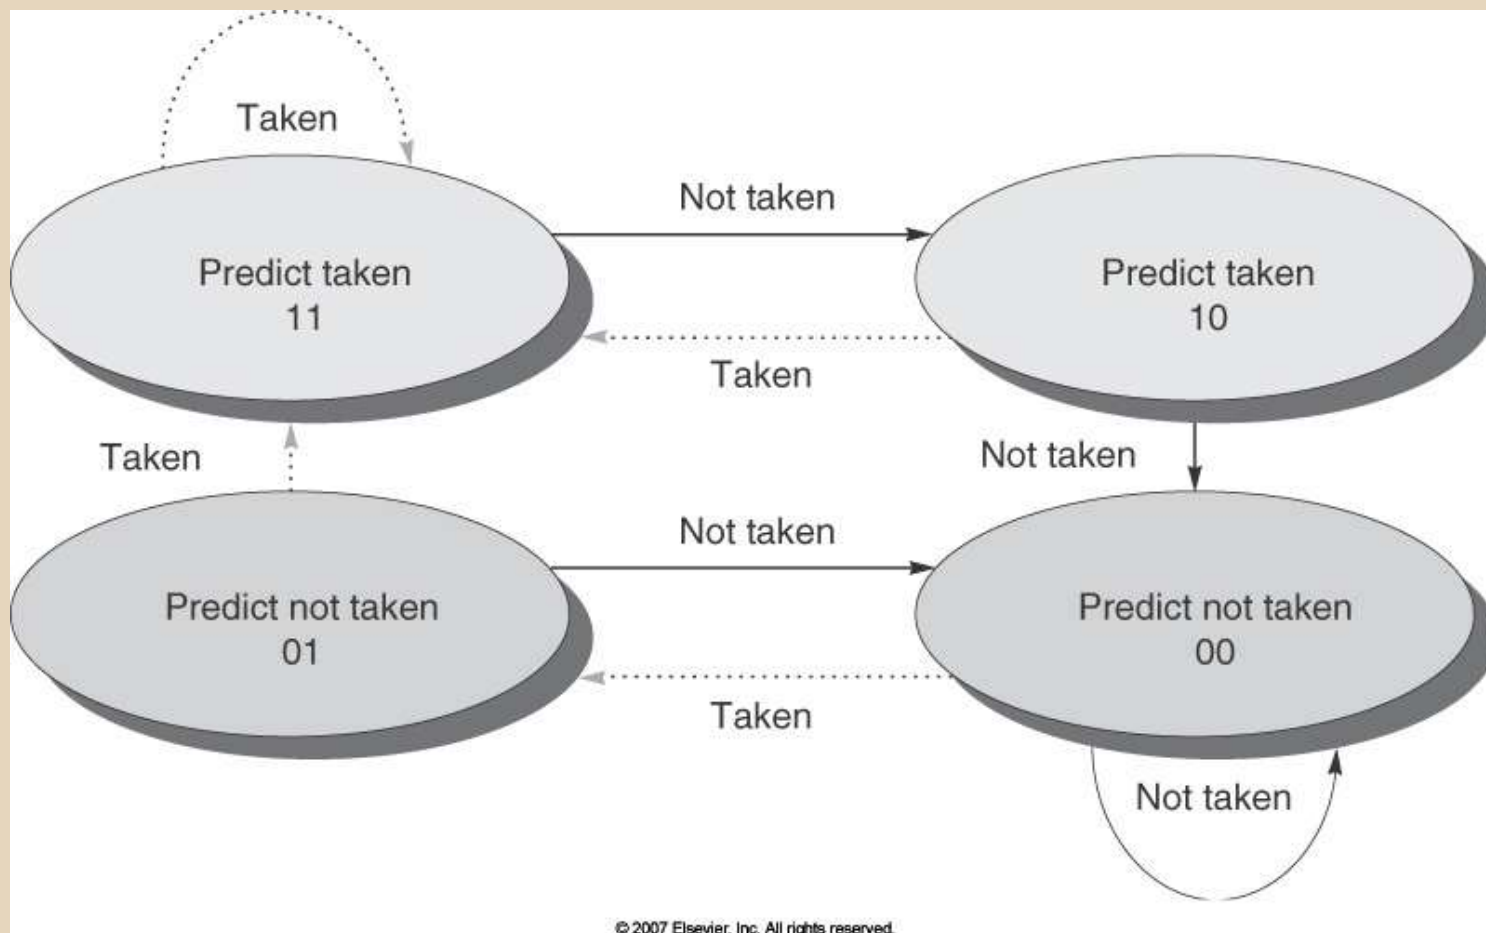 Taken
Not taken
Predict taken
11
Predict taken
10
Taken
Taken
Not taken
Not taken
Predict not taken
01
Predict not taken
00
Taken
Not taken
© 2007 Elsevier, Inc. All rights reserved.